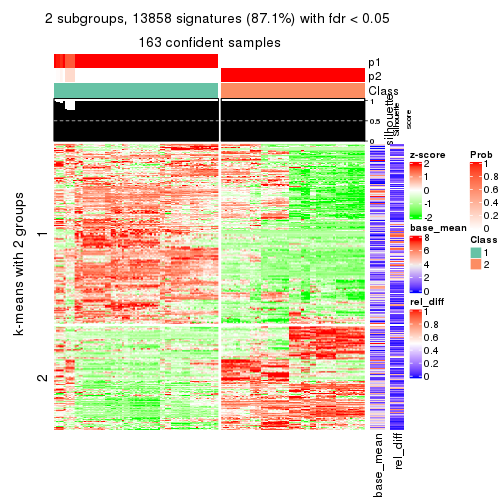 2 subgroups, 13858 signatures (87.1%) with fdr < 0.05
163 confident samples
p1
p2
Class
1
0.5
0
silhouette
Silhouette
score
k-means with 2 groups
1
2
base_mean
rel_diff
z-score
2
1
0
-1
-2
base_mean
8
6
4
2
0
rel_diff
1
0.8
0.6
0.4
0.2
0
Prob
1
0.8
0.6
0.4
0.2
0
Class
1
2